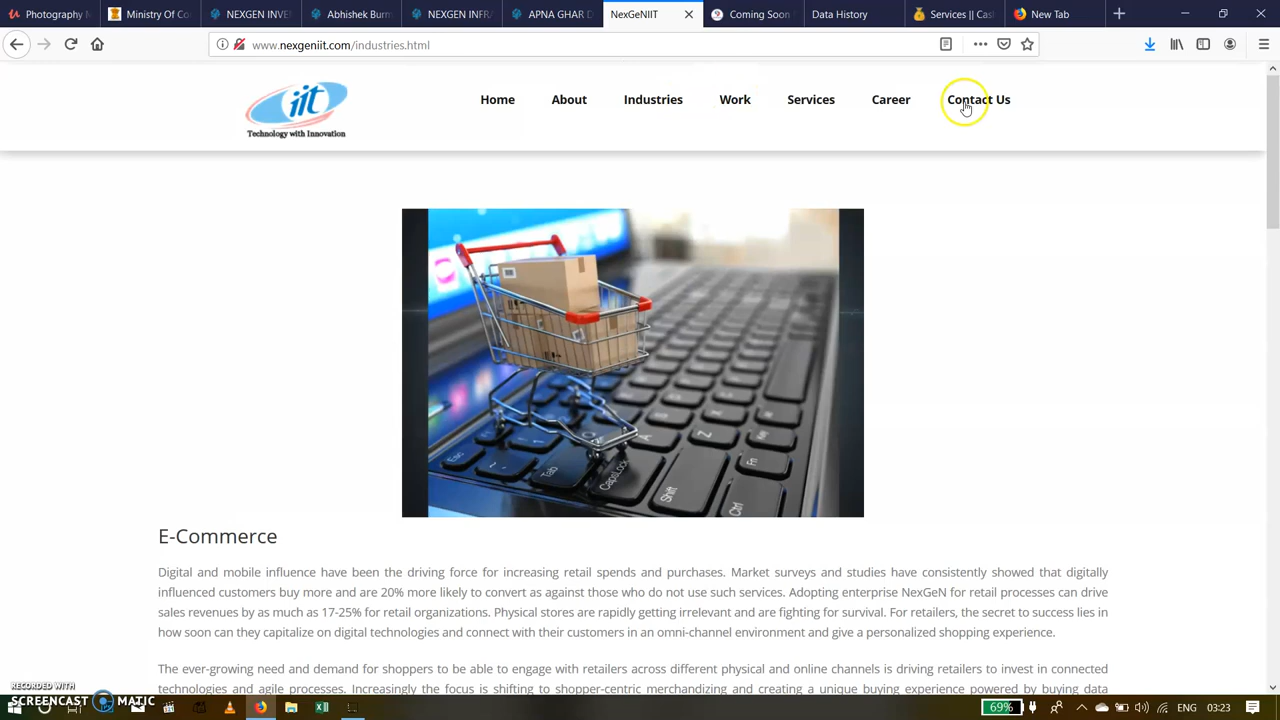 Photography M
Ministry Of Co
NEXGEN INVE
Abhishek Burm
NEXGEN INFRA
APNA GHAR D
NexGeNIIT
Coming Soon
Data History
Services || Cas
New Tab
www.nexgeniit.com/industries.html
iit
Technology with Innovation
Home About Industries Work Services Career Contact Us
Esc
Tab
CapsLock
Shift
Fn
Ctrl
A
Z
E-Commerce
Digital and mobile influence have been the driving force for increasing retail spends and purchases. Market surveys and studies have consistently showed that digitally
influenced customers buy more and are 20% more likely to convert as against those who do not use such services. Adopting enterprise NexGeN for retail processes can drive
sales revenues by as much as 17-25% for retail organizations. Physical stores are rapidly getting irrelevant and are fighting for survival. For retailers, the secret to success lies in
how soon can they capitalize on digital technologies and connect with their customers in an omni-channel environment and give a personalized shopping experience.
The ever-growing need and demand for shoppers to be able to engage with retailers across different physical and online channels is driving retailers to invest in connected
technologies and agile processes. Increasingly the focus is shifting to shopper-centric merchandizing and creating a unique buying experience powered by buying data
RECORDED WITH
SCREENCAST MATIC
69%
ENG 03:23